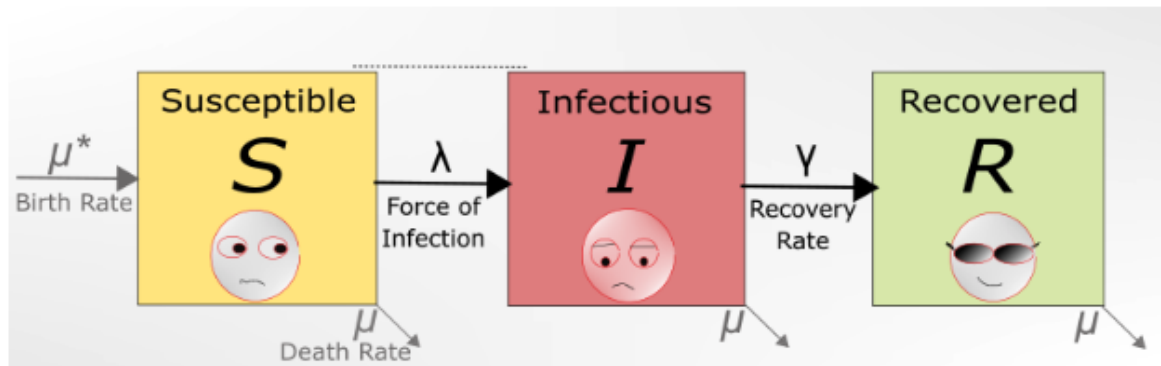 Susceptible
S
Infectious
I
Recovered
R
μ*
Birth Rate
λ
Force of
Infection
γ
Recovery
Rate
μ
Death Rate
μ
μ